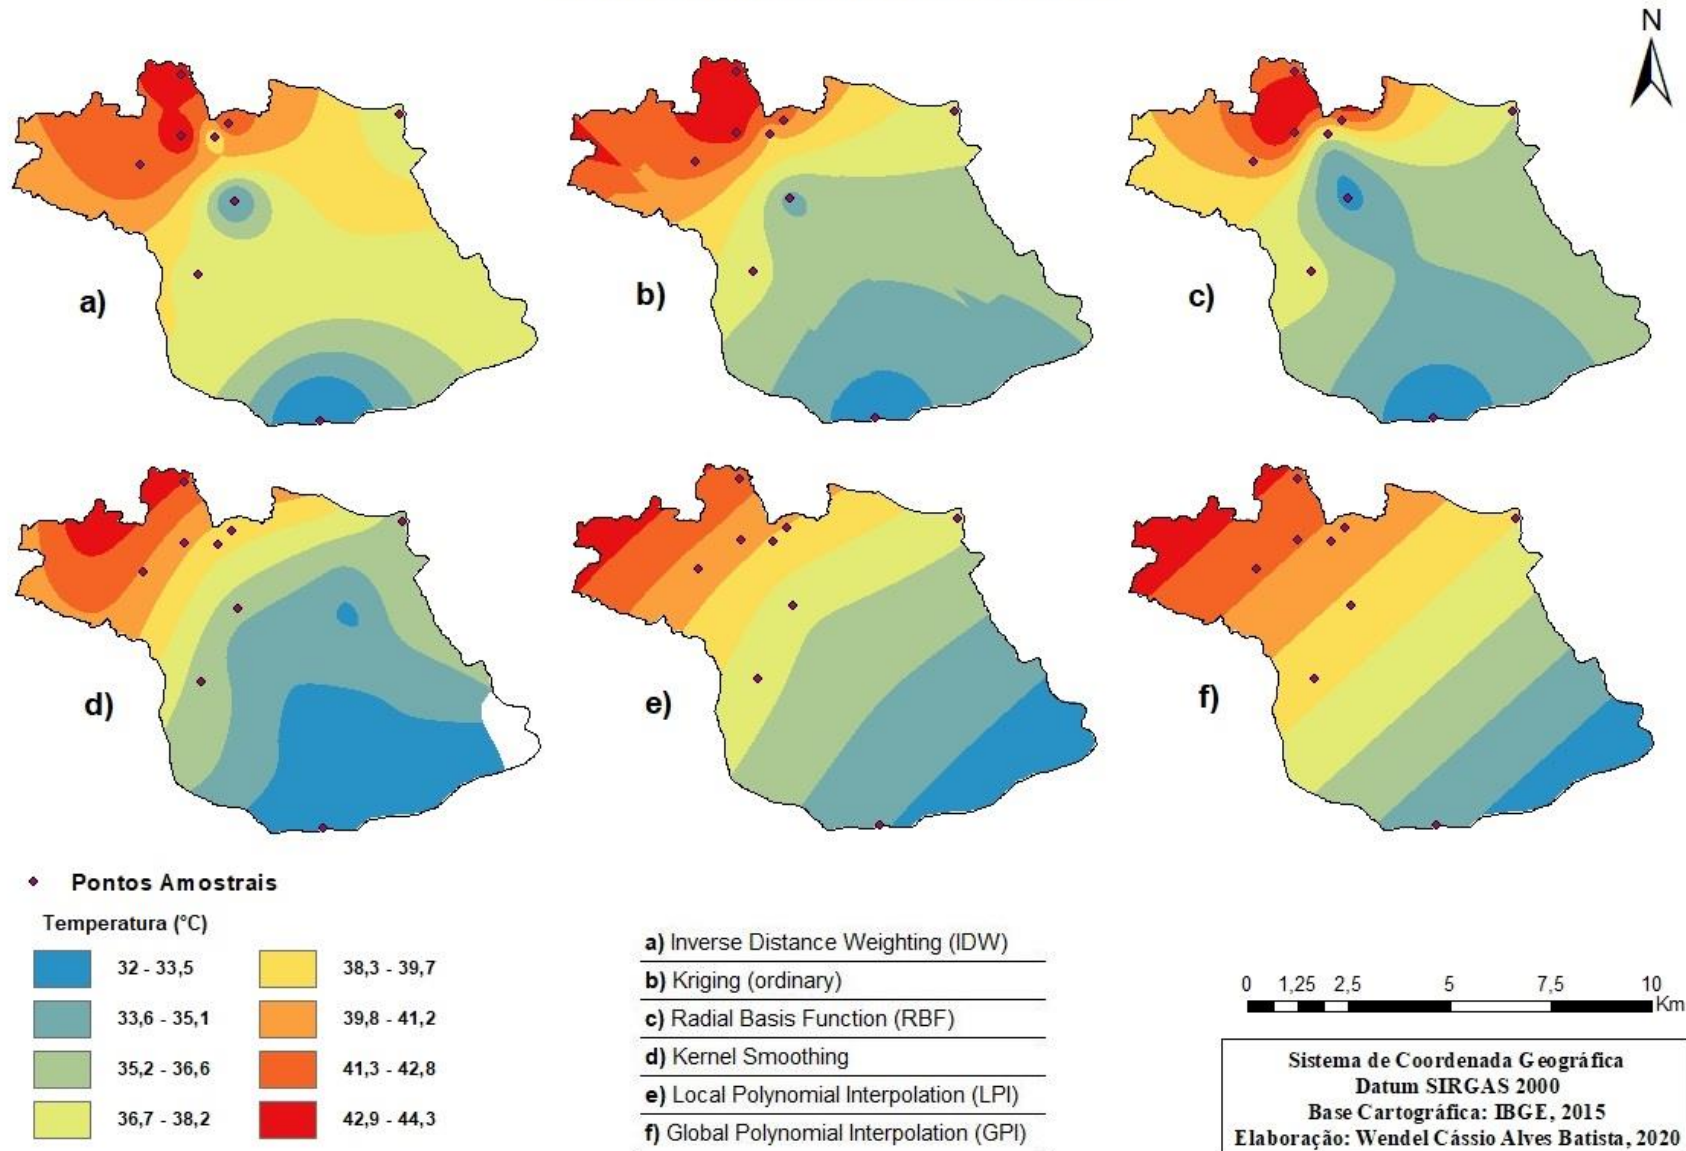 N
a)
b)
c)
d)
e)
f)
Pontos Amostrais
Temperatura (°C)
32 - 33,5
33,6 - 35,1
35,2 - 36,6
36,7 - 38,2
38,3 - 39,7
39,8 - 41,2
41,3 - 42,8
42,9 - 44,3
a) Inverse Distance Weighting (IDW)
b) Kriging (ordinary)
c) Radial Basis Function (RBF)
d) Kernel Smoothing
e) Local Polynomial Interpolation (LPI)
f) Global Polynomial Interpolation (GPI)
0 1,25 2,5 5 7,5 10
Km
Sistema de Coordenada Geográfica
Datum SIRGAS 2000
Base Cartográfica: IBGE, 2015
Elaboração: Wendel Cássio Alves Batista, 2020